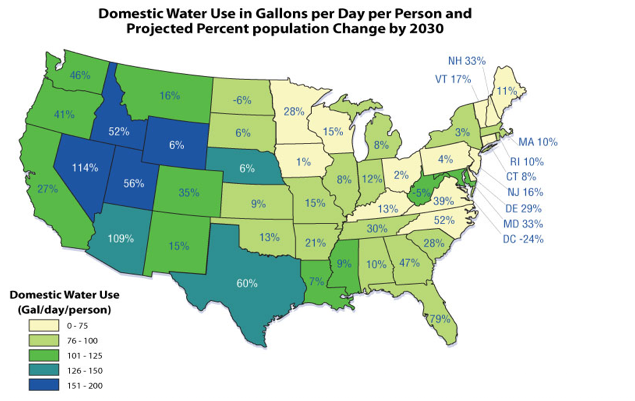 Domestic Water Use in Gallons per Day per Person and
Projected Percent population Change by 2030
NH 33%
VT 17%
46%
16%
-6%
28%
11%
41%
52%
6%
6%
15%
8%
3%
MA 10%
RI 10%
CT 8%
NJ 16%
DE 29%
MD 33%
DC -24%
114%
56%
6%
1%
8%
12%
2%
4%
27%
35%
9%
15%
13%
-5%
39%
109%
15%
13%
21%
30%
52%
28%
60%
7%
9%
10%
47%
79%
Domestic Water Use
(Gal/day/person)
0 - 75
76 - 100
101 - 125
126 - 150
151 - 200